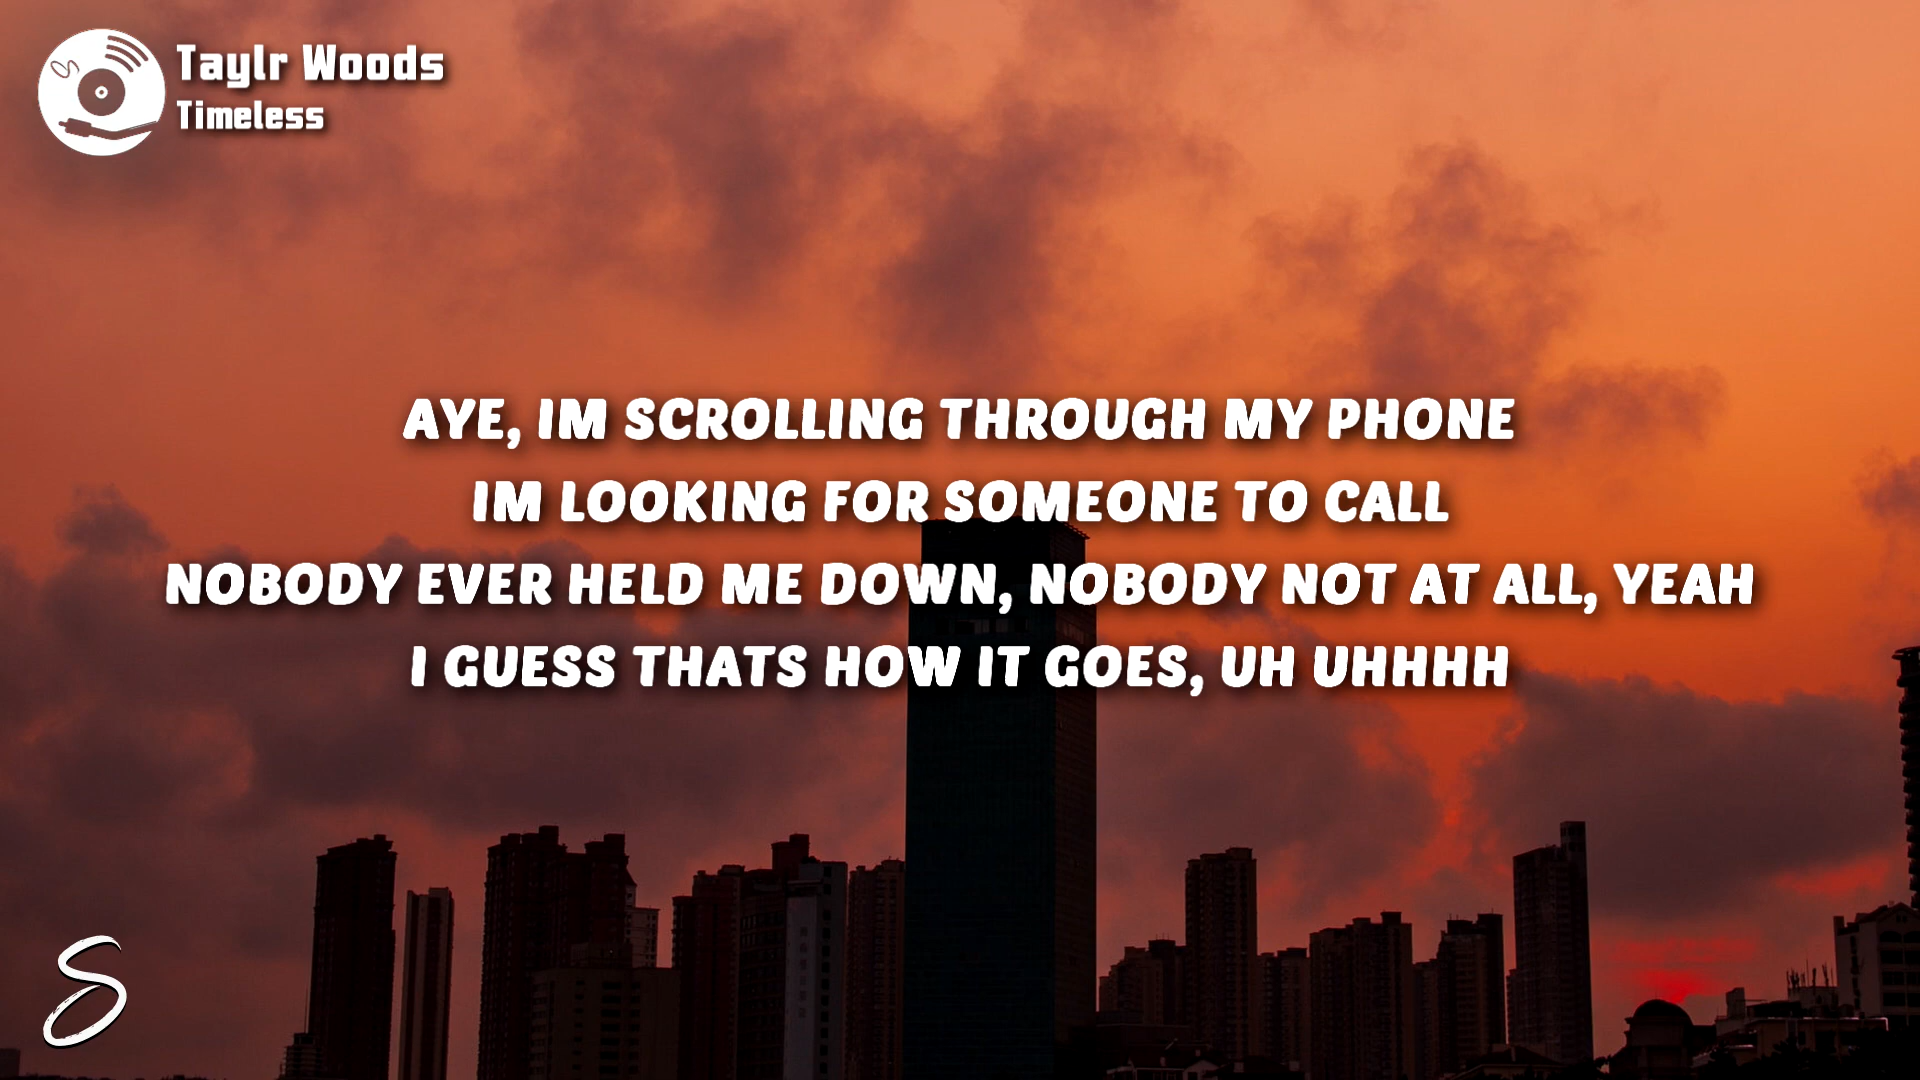 Taylr Woods
Timeless
AYE, IM SCROLLING THROUGH MY PHONE
IM LOOKING FOR SOMEONE TO CALL
NOBODY EVER HELD ME DOWN, NOBODY NOT AT ALL, YEAH
I GUESS THATS HOW IT GOES, UH UHHHH
S